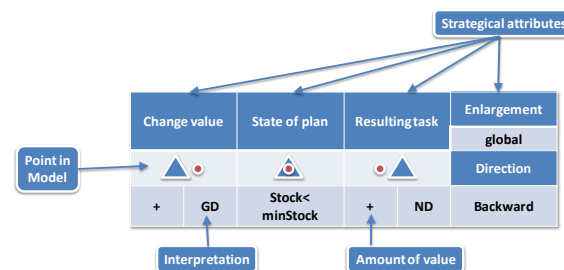 Strategical attributes
Change value
State of plan
Resulting task
Enlargement
global
Point in
Model
Direction
+
GD
Stock<
minStock
+
ND
Backward
Interpretation
Amount of value